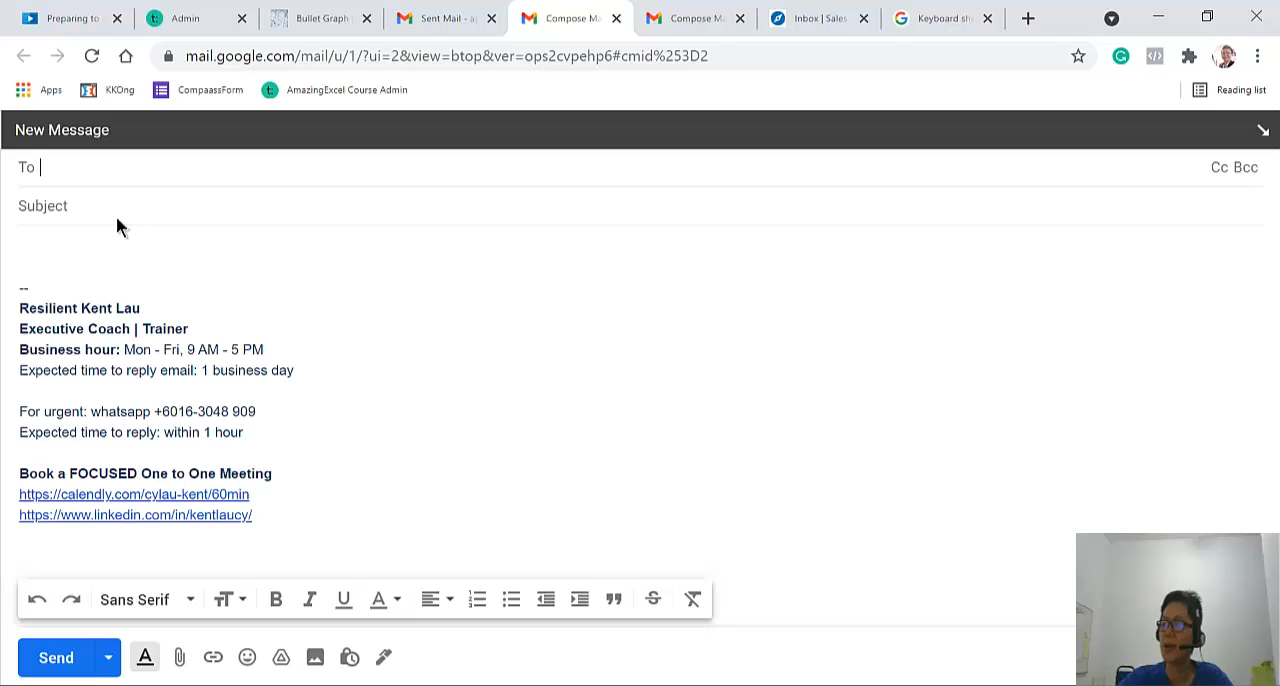 Preparing to
Admin
Bullet Graph
Sent Mail - a
Compose Ma
Compose Ma
Inbox | Sales
Keyboard sh
mail.google.com/mail/u/1/?ui=2&view=btop&ver=ops2cvpehp6#cmid%253D2
Apps
KKOng
CompaassForm
AmazingExcel Course Admin
Reading list
New Message
To
Cc Bcc
Subject
--
Resilient Kent Lau
Executive Coach | Trainer
Business hour: Mon - Fri, 9 AM - 5 PM
Expected time to reply email: 1 business day
For urgent: whatsapp +6016-3048 909
Expected time to reply: within 1 hour
Book a FOCUSED One to One Meeting
https://calendly.com/cylau-kent/60min
https://www.linkedin.com/in/kentlaucy/
Sans Serif
Send